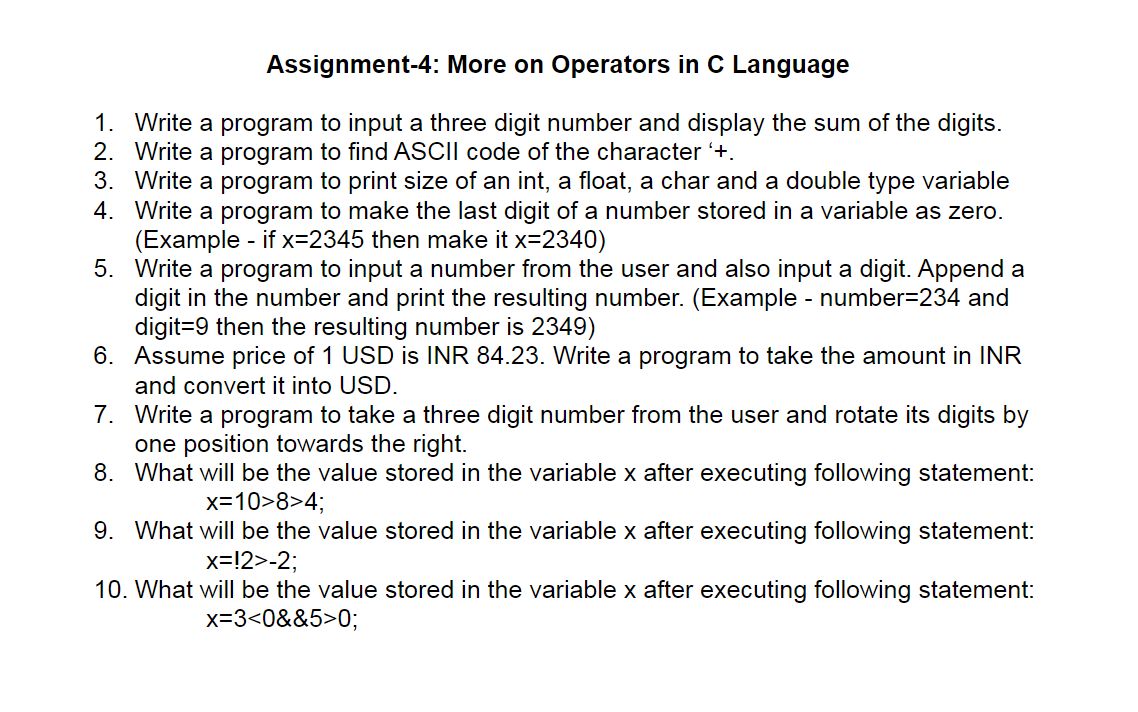 Assignment-4: More on Operators in C Language
1. Write a program to input a three digit number and display the sum of the digits.
2. Write a program to find ASCII code of the character ‘+.
3. Write a program to print size of an int, a float, a char and a double type variable
4. Write a program to make the last digit of a number stored in a variable as zero.
(Example - if x=2345 then make it x=2340)
5. Write a program to input a number from the user and also input a digit. Append a
digit in the number and print the resulting number. (Example - number=234 and
digit=9 then the resulting number is 2349)
6. Assume price of 1 USD is INR 84.23. Write a program to take the amount in INR
and convert it into USD.
7. Write a program to take a three digit number from the user and rotate its digits by
one position towards the right.
8. What will be the value stored in the variable x after executing following statement:
x=10>8>4;
9. What will be the value stored in the variable x after executing following statement:
x=!2>-2;
10. What will be the value stored in the variable x after executing following statement:
x=3<0&&5>0;